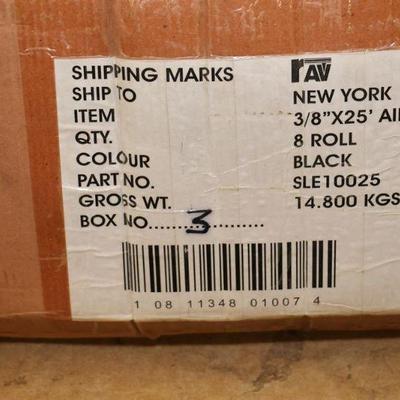 SHIPPING MARKS rAV
SHIP TO NEW YORK
ITEM 3/8"X25' AI
QTY. 8 ROLL
COLOUR BLACK
PART NO. SLE10025
GROSS WT. 14.800 KGS
BOX NO.....3..........
1 08 11348 01007 4